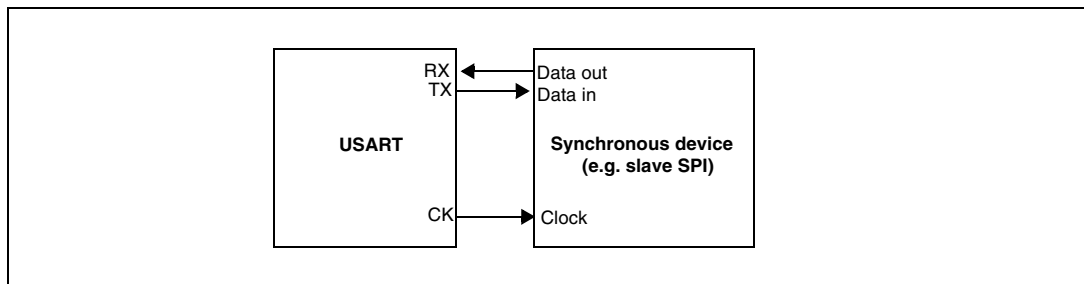 RX
TX
USART
CK
Data out
Data in
Synchronous device
(e.g. slave SPI)
Clock